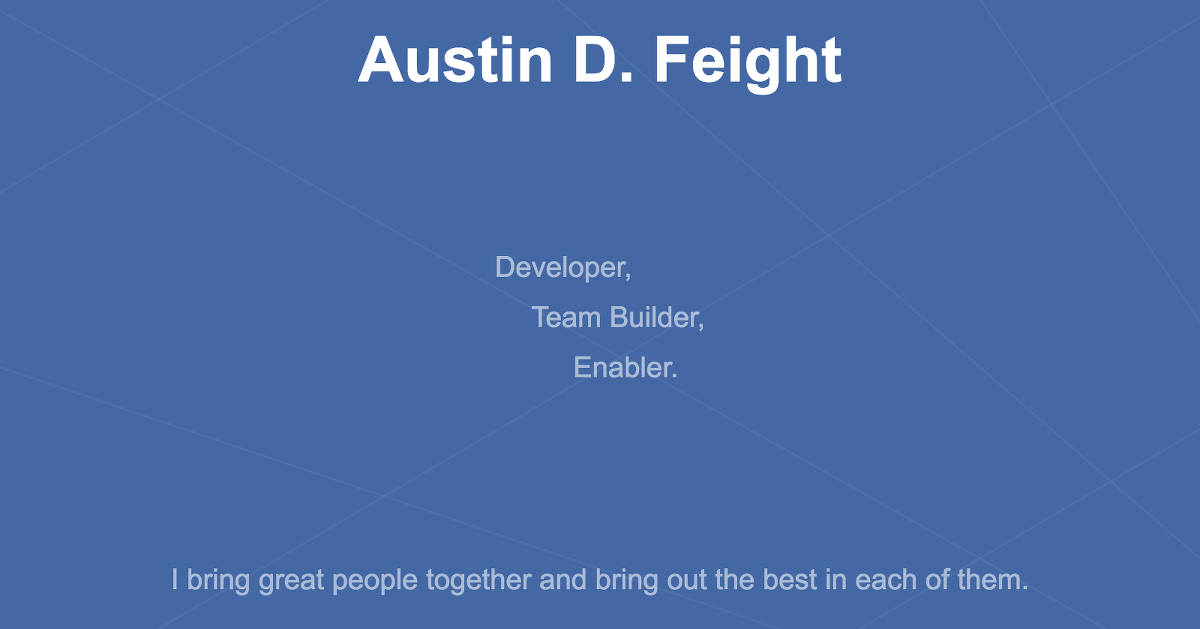 Austin D. Feight
Developer,
Team Builder,
Enabler.
I bring great people together and bring out the best in each of them.